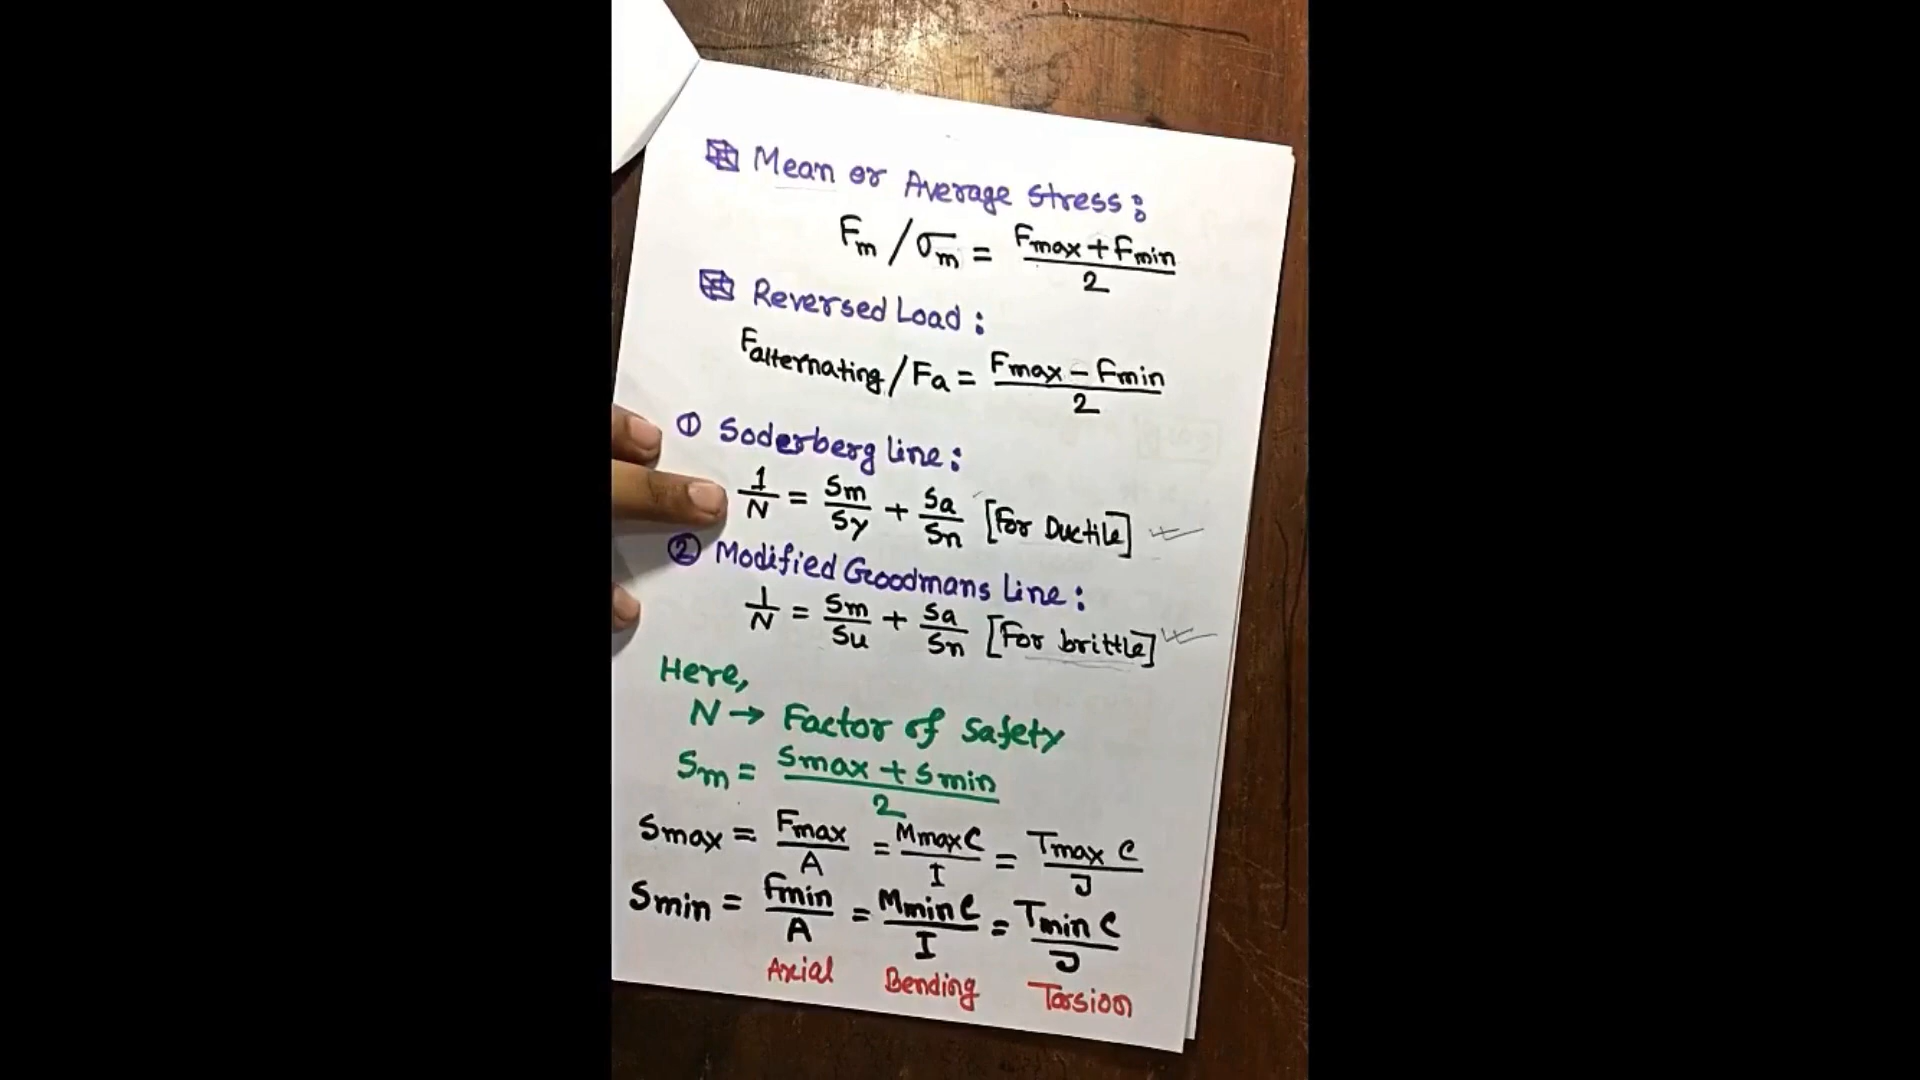 Mean or Average stress:
Fm / σm = (Fmax + Fmin) / 2
Reversed Load:
Falternating / Fa = (Fmax - Fmin) / 2
① Soderberg line:
1/N = Sm/Sy + Sa/Sn [For Ductile]
② Modified Goodmans Line:
1/N = Sm/Su + Sa/Sn [For brittle]
Here,
N → Factor of Safety
Sm = (Smax + Smin) / 2
Smax = Fmax/A = MmaxC/I = Tmax C/J
Smin = Fmin/A = Mmin C/I = Tmin C/J
Axial Bending Torsion